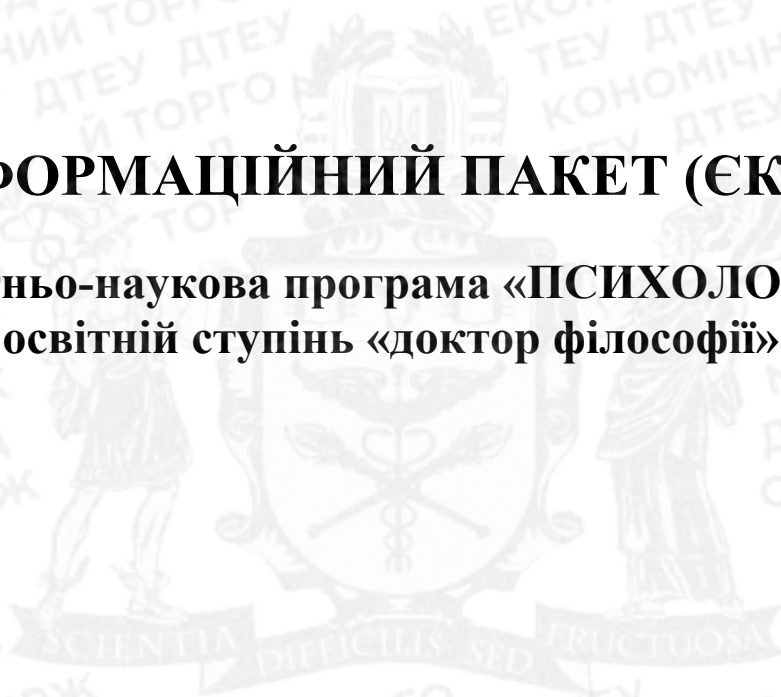 ФОРМАЦІЙНИЙ ПАКЕТ (ЄК
ньо-наукова програма «ПСИХОЛО
освітній ступінь «доктор філософії»
SCIENTIA DIFFICILIS SED FRUCTUOSA